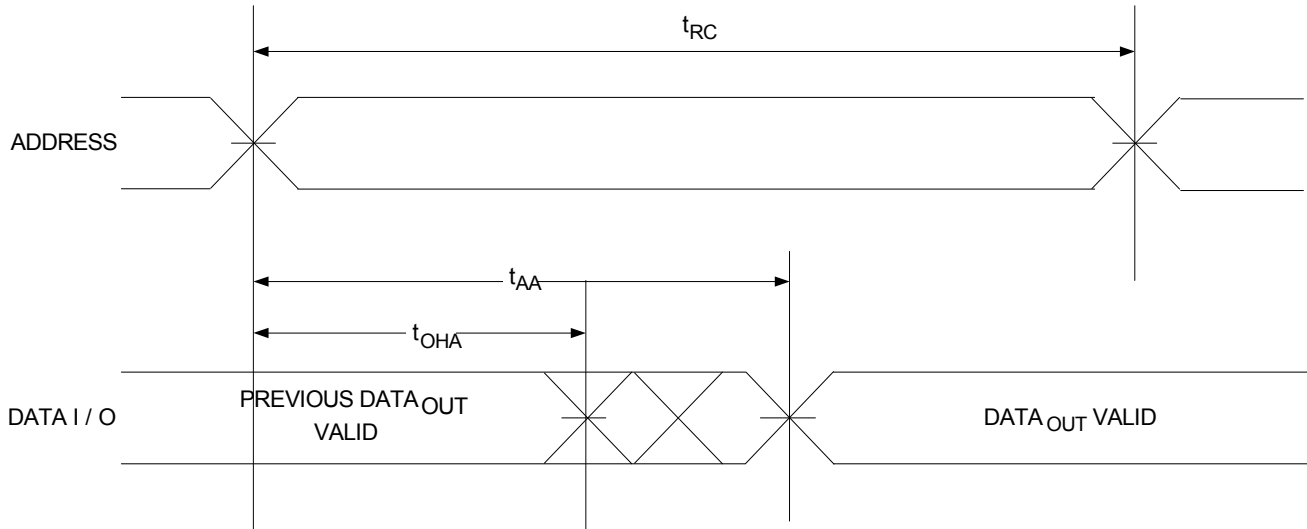 tRC
ADDRESS
tAA
tOHA
DATA I / O
PREVIOUS DATAOUT
VALID
DATAOUT VALID